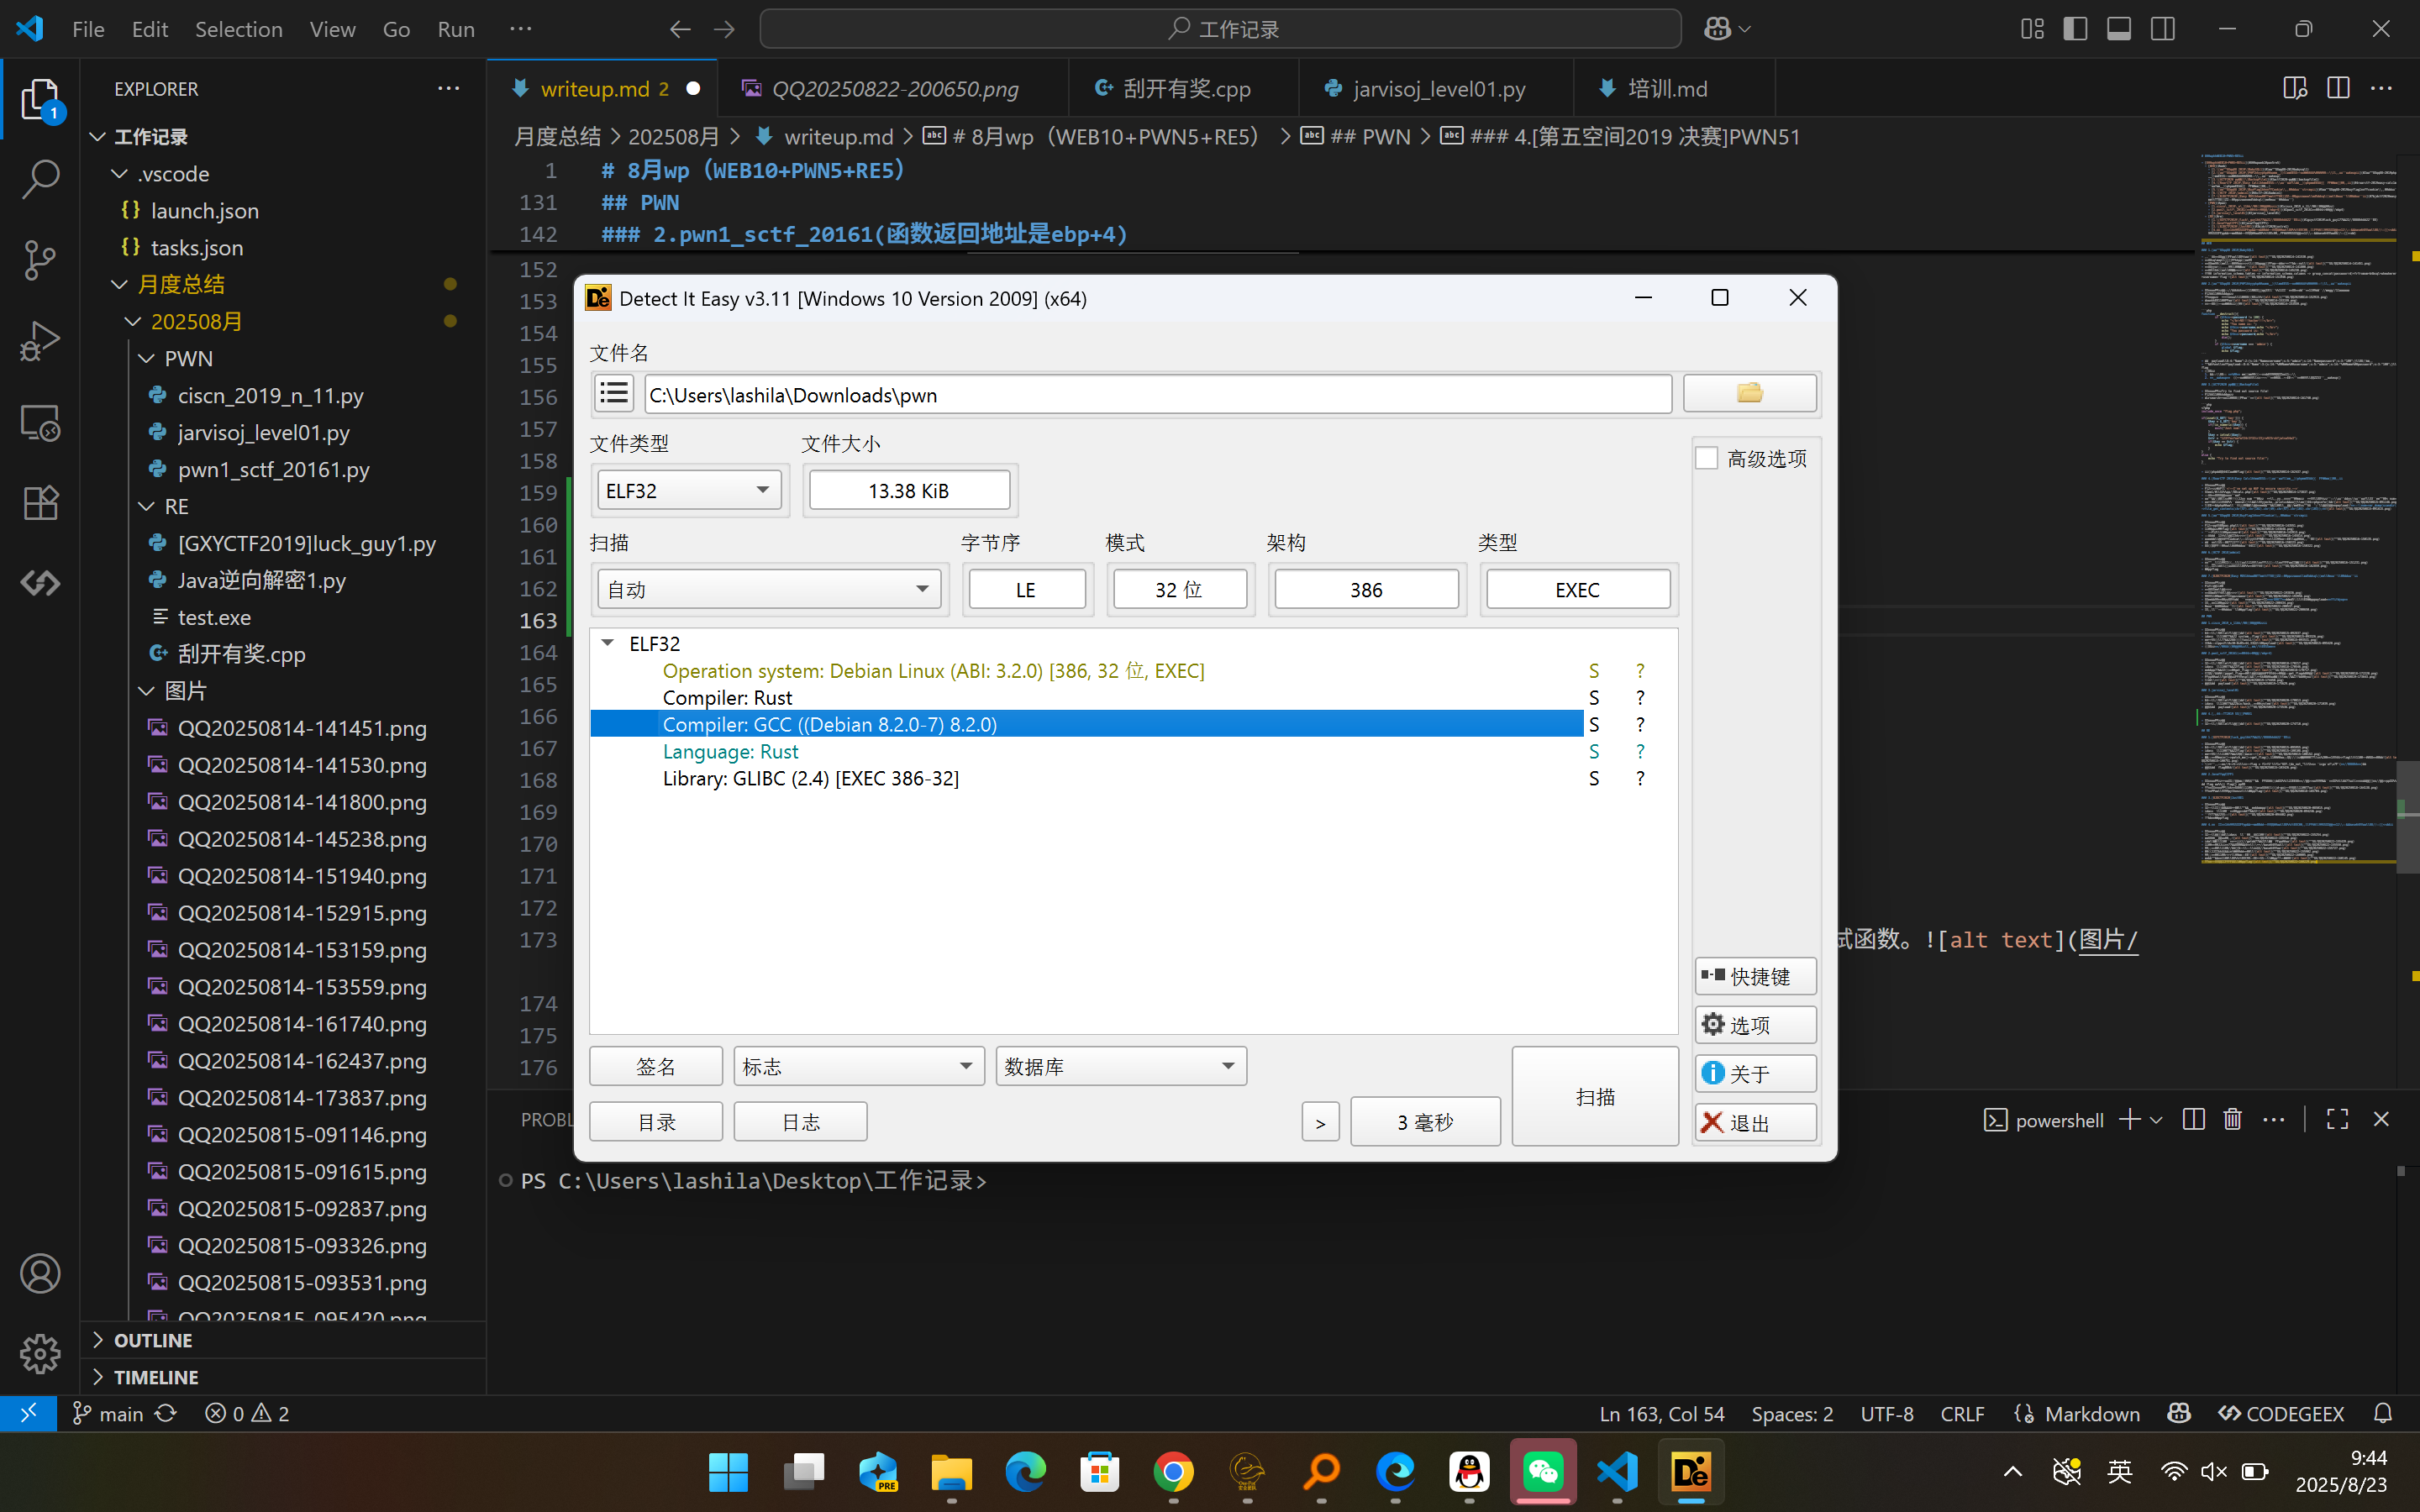 File Edit Selection View Go Run ··· 工作记录
EXPLORER
工作记录
.vscode
launch.json
tasks.json
月度总结
202508月
PWN
ciscn_2019_n_11.py
jarvisoj_level01.py
pwn1_sctf_20161.py
RE
[GXYCTF2019]luck_guy1.py
Java逆向解密1.py
test.exe
刮开有奖.cpp
图片
QQ20250814-141451.png
QQ20250814-141530.png
QQ20250814-141800.png
QQ20250814-145238.png
QQ20250814-151940.png
QQ20250814-152915.png
QQ20250814-153159.png
QQ20250814-153559.png
QQ20250814-161740.png
QQ20250814-162437.png
QQ20250814-173837.png
QQ20250815-091146.png
QQ20250815-091615.png
QQ20250815-092837.png
QQ20250815-093326.png
QQ20250815-093531.png
QQ20250815-095420.png
OUTLINE
TIMELINE
writeup.md 2 QQ20250822-200650.png 刮开有奖.cpp jarvisoj_level01.py 培训.md
月度总结 > 202508月 > writeup.md > # 8月wp（WEB10+PWN5+RE5） > ## PWN > ### 4.[第五空间2019 决赛]PWN51
1 # 8月wp（WEB10+PWN5+RE5）
131 ## PWN
142 ### 2.pwn1_sctf_20161(函数返回地址是ebp+4)
152
153
154
155
156
157
158
159
160
161
162
163
164
165
166
167
168
169
170
171
172
173 试函数。![alt text](图片/
174
175
176
Detect It Easy v3.11 [Windows 10 Version 2009] (x64)
文件名
C:\Users\lashila\Downloads\pwn
文件类型 文件大小
高级选项
ELF32 13.38 KiB
扫描 字节序 模式 架构 类型
自动 LE 32 位 386 EXEC
ELF32
Operation system: Debian Linux (ABI: 3.2.0) [386, 32 位, EXEC] S ?
Compiler: Rust S ?
Compiler: GCC ((Debian 8.2.0-7) 8.2.0) S ?
Language: Rust S ?
Library: GLIBC (2.4) [EXEC 386-32] S ?
快捷键
选项
关于
退出
签名 标志 数据库
目录 日志 > 3 毫秒 扫描
PROBL
powershell
PS C:\Users\lashila\Desktop\工作记录>
main 0 2 Ln 163, Col 54 Spaces: 2 UTF-8 CRLF Markdown CODEGEEX
PRE
英
9:44
2025/8/23